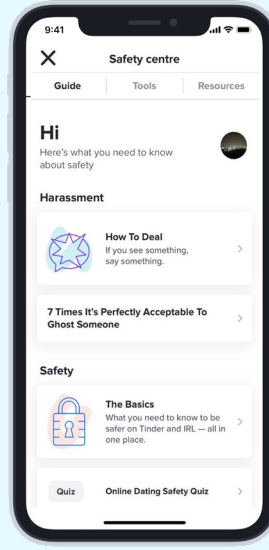 9:41
Safety centre
Guide Tools Resources
Hi
Here's what you need to know
about safety
Harassment
How To Deal
If you see something,
say something.
7 Times It's Perfectly Acceptable To
Ghost Someone
Safety
The Basics
What you need to know to be
safer on Tinder and IRL — all in
one place.
Quiz Online Dating Safety Quiz